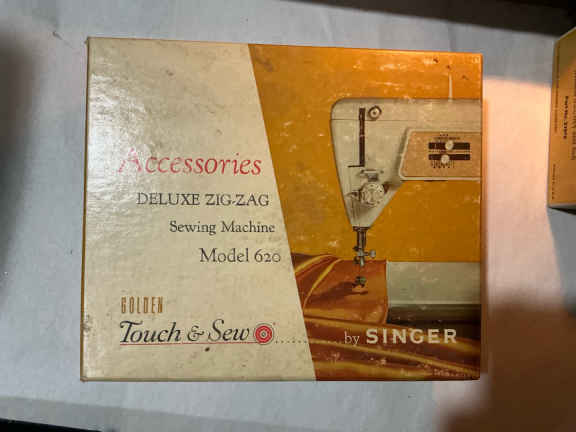 Accessories
DELUXE ZIG-ZAG
Sewing Machine
Model 620
GOLDEN
Touch & Sew
by SINGER